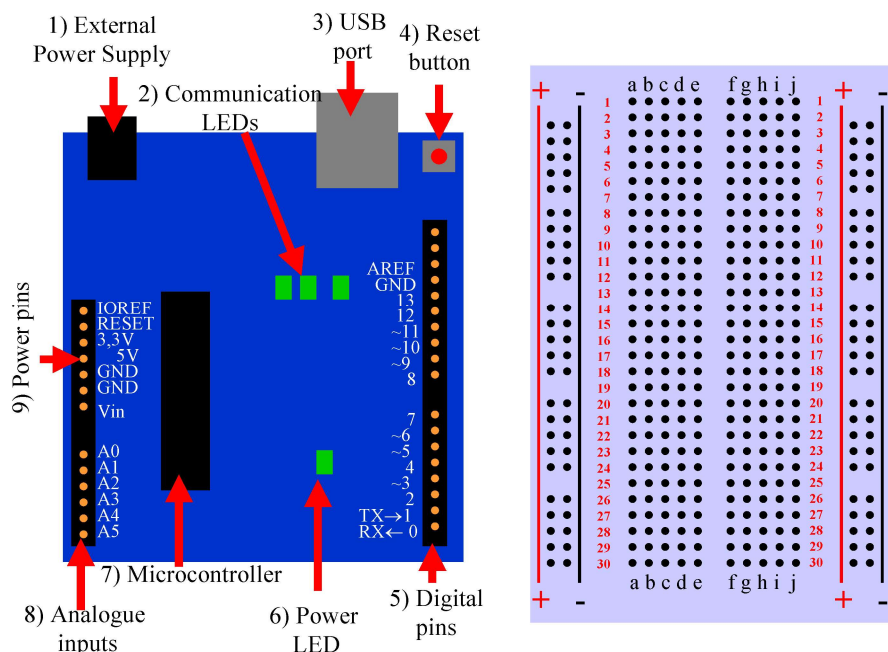 1) External
Power Supply
2) Communication
LEDs
3) USB
port
4) Reset
button
AREF
GND
13
12
~11
~10
~9
8
7
~6
~5
4
~3
2
TX→1
RX← 0
IOREF
RESET
3,3V
5V
GND
GND
Vin
A0
A1
A2
A3
A4
A5
9) Power pins
7) Microcontroller
8) Analogue
inputs
6) Power
LED
5) Digital
pins
+ - a b c d e f g h i j + -
1 1
2 2
3 3
4 4
5 5
6 6
7 7
8 8
9 9
10 10
11 11
12 12
13 13
14 14
15 15
16 16
17 17
18 18
19 19
20 20
21 21
22 22
23 23
24 24
25 25
26 26
27 27
28 28
29 29
30 30
+ - a b c d e f g h i j + -